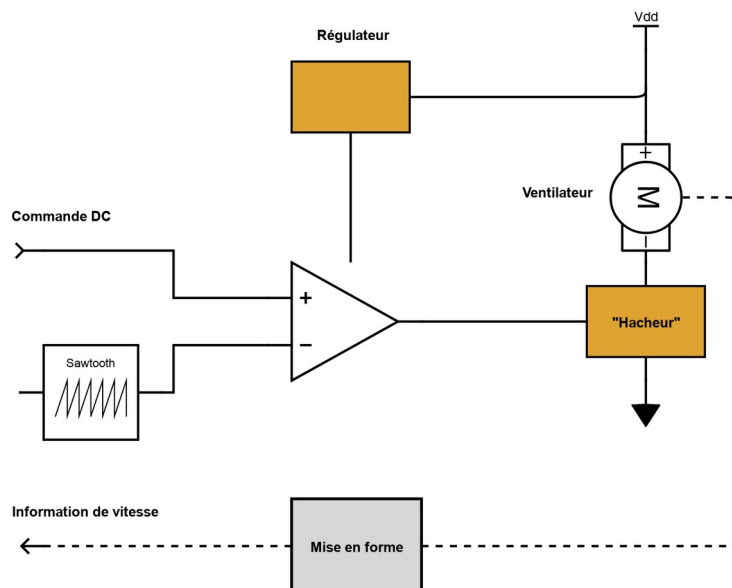 Vdd
Régulateur
+
Ventilateur
M
Commande DC
+
"Hacheur"
Sawtooth
Information de vitesse
Mise en forme